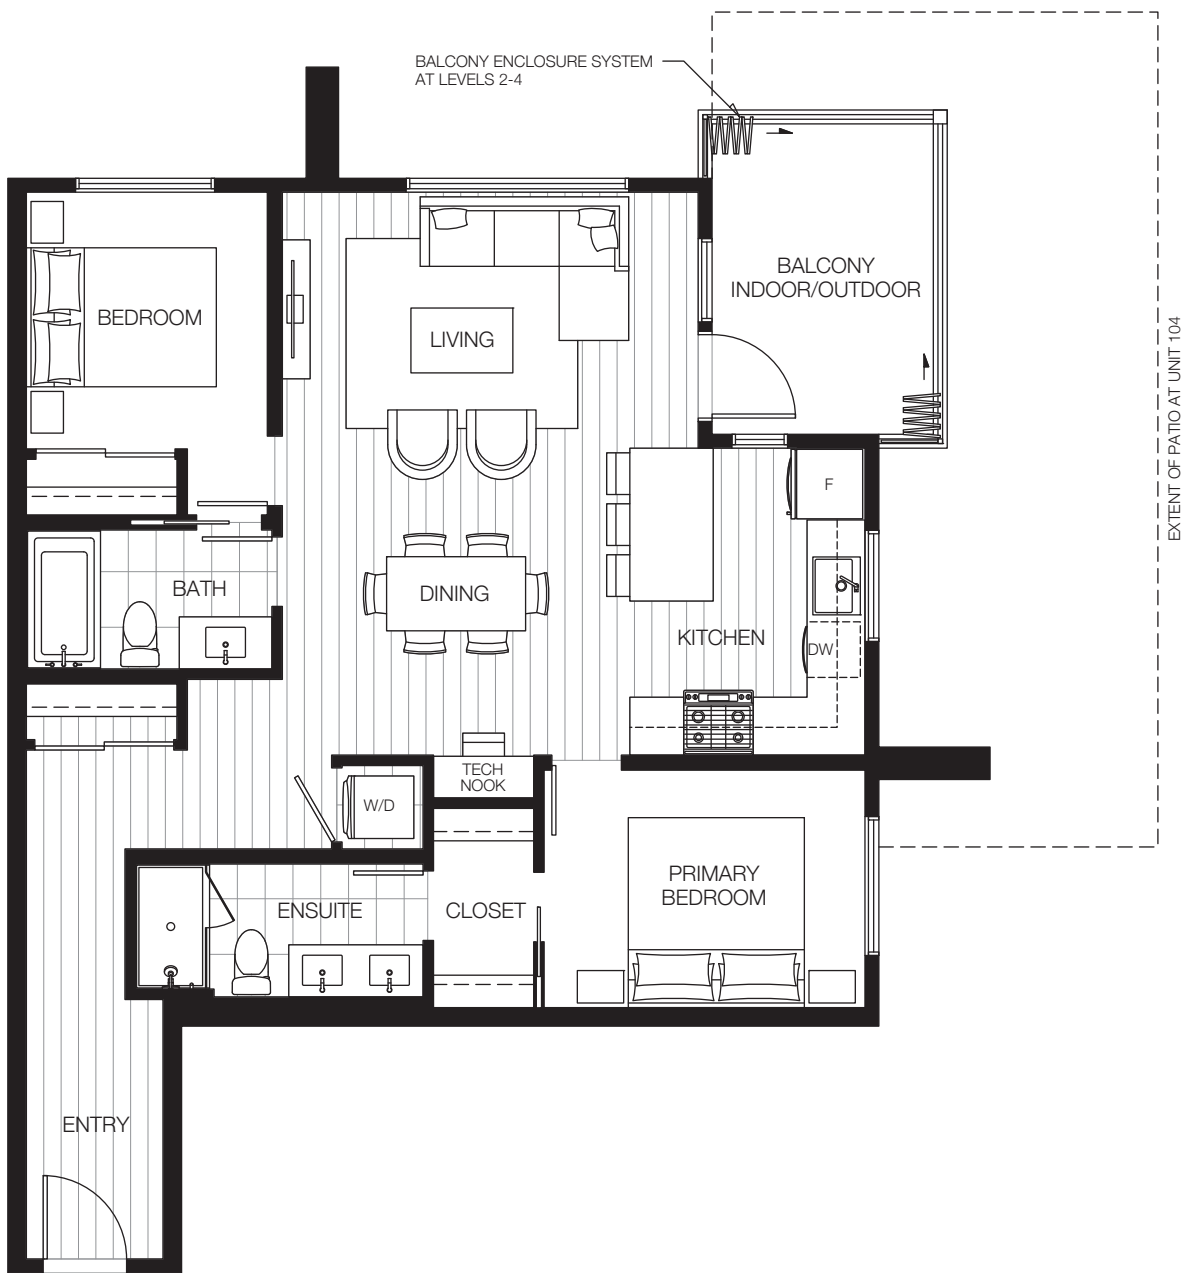 BALCONY ENCLOSURE SYSTEM
AT LEVELS 2-4
BALCONY
INDOOR/OUTDOOR
BEDROOM
LIVING
EXTENT OF PATIO AT UNIT 104
F
BATH
DINING
KITCHEN
DW
TECH
NOOK
W/D
PRIMARY
BEDROOM
ENSUITE
CLOSET
ENTRY